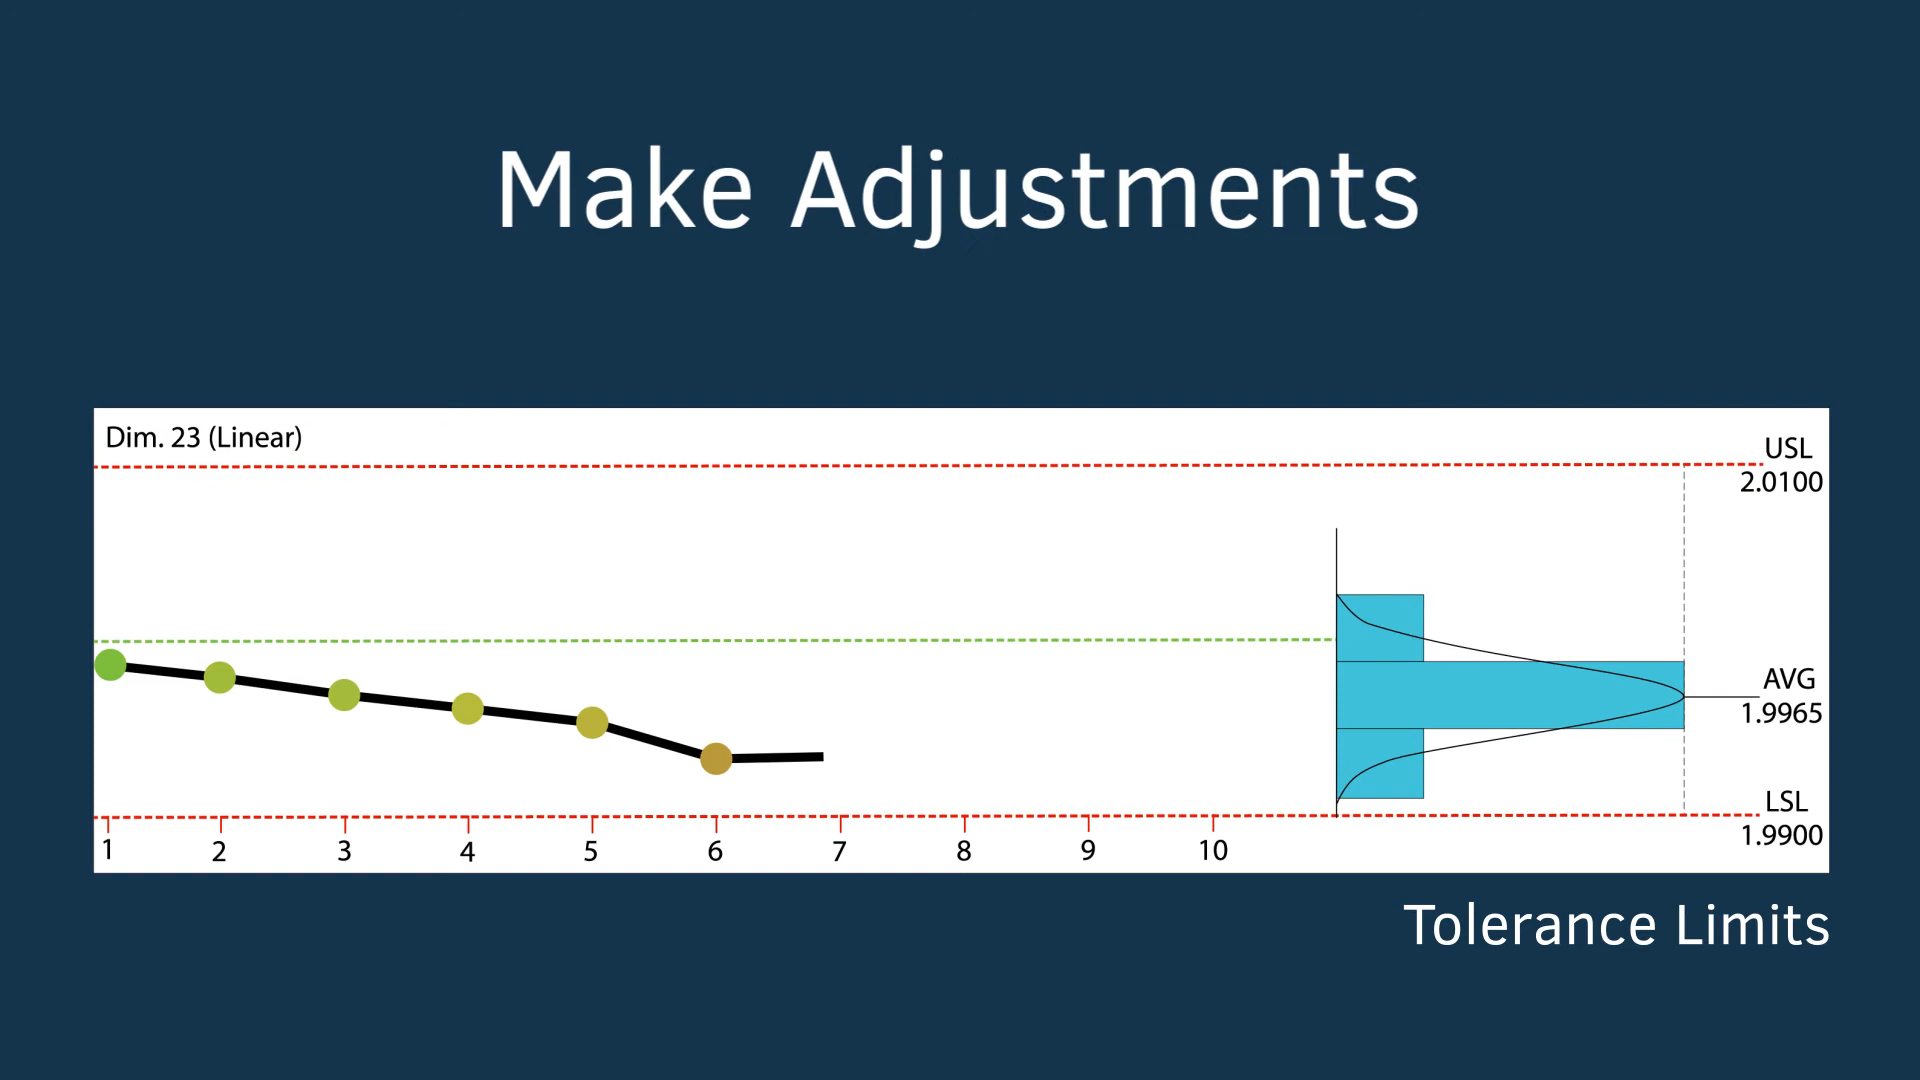 Make Adjustments
Dim. 23 (Linear)
USL
2.0100
AVG
1.9965
LSL
1.9900
1 2 3 4 5 6 7 8 9 10
Tolerance Limits